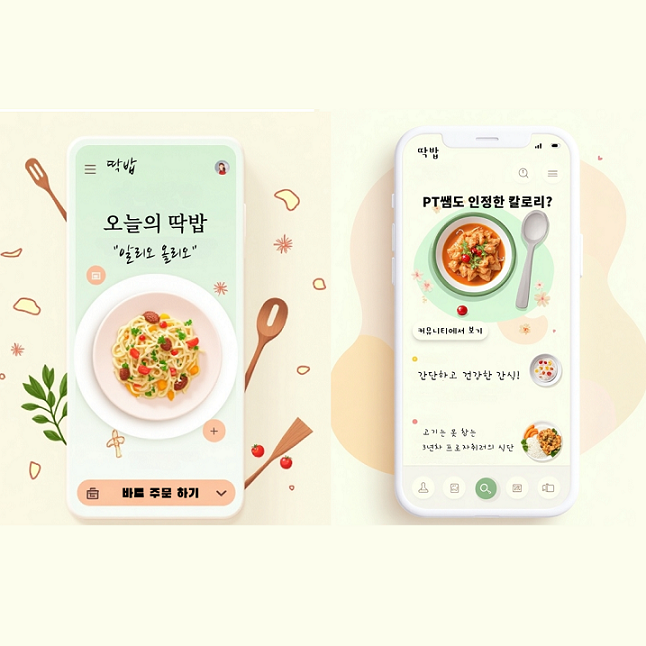 딱밥
오늘의 딱밥
"알리오 올리오"
바로 주문 하기
딱밥
PT쌤도 인정한 칼로리?
커뮤니티에서 보기
간단하고 건강한 간식!
고기는 못 참는
3년차 프로자취러의 식단